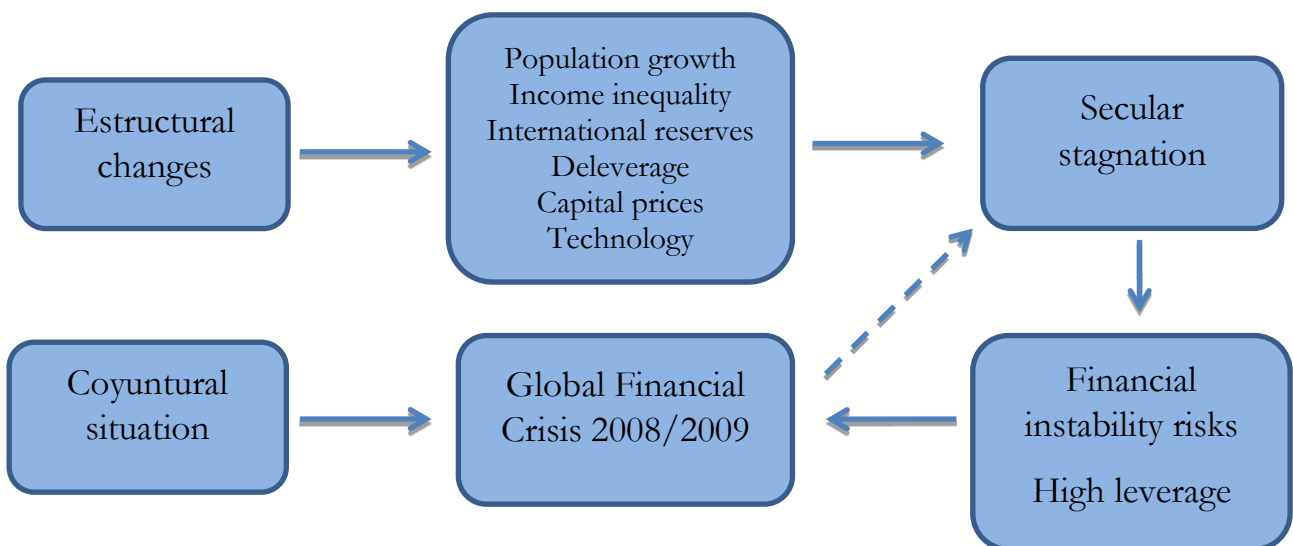 Estructural
changes
Population growth
Income inequality
International reserves
Deleverage
Capital prices
Technology
Secular
stagnation
Coyuntural
situation
Global Financial
Crisis 2008/2009
Financial
instability risks
High leverage